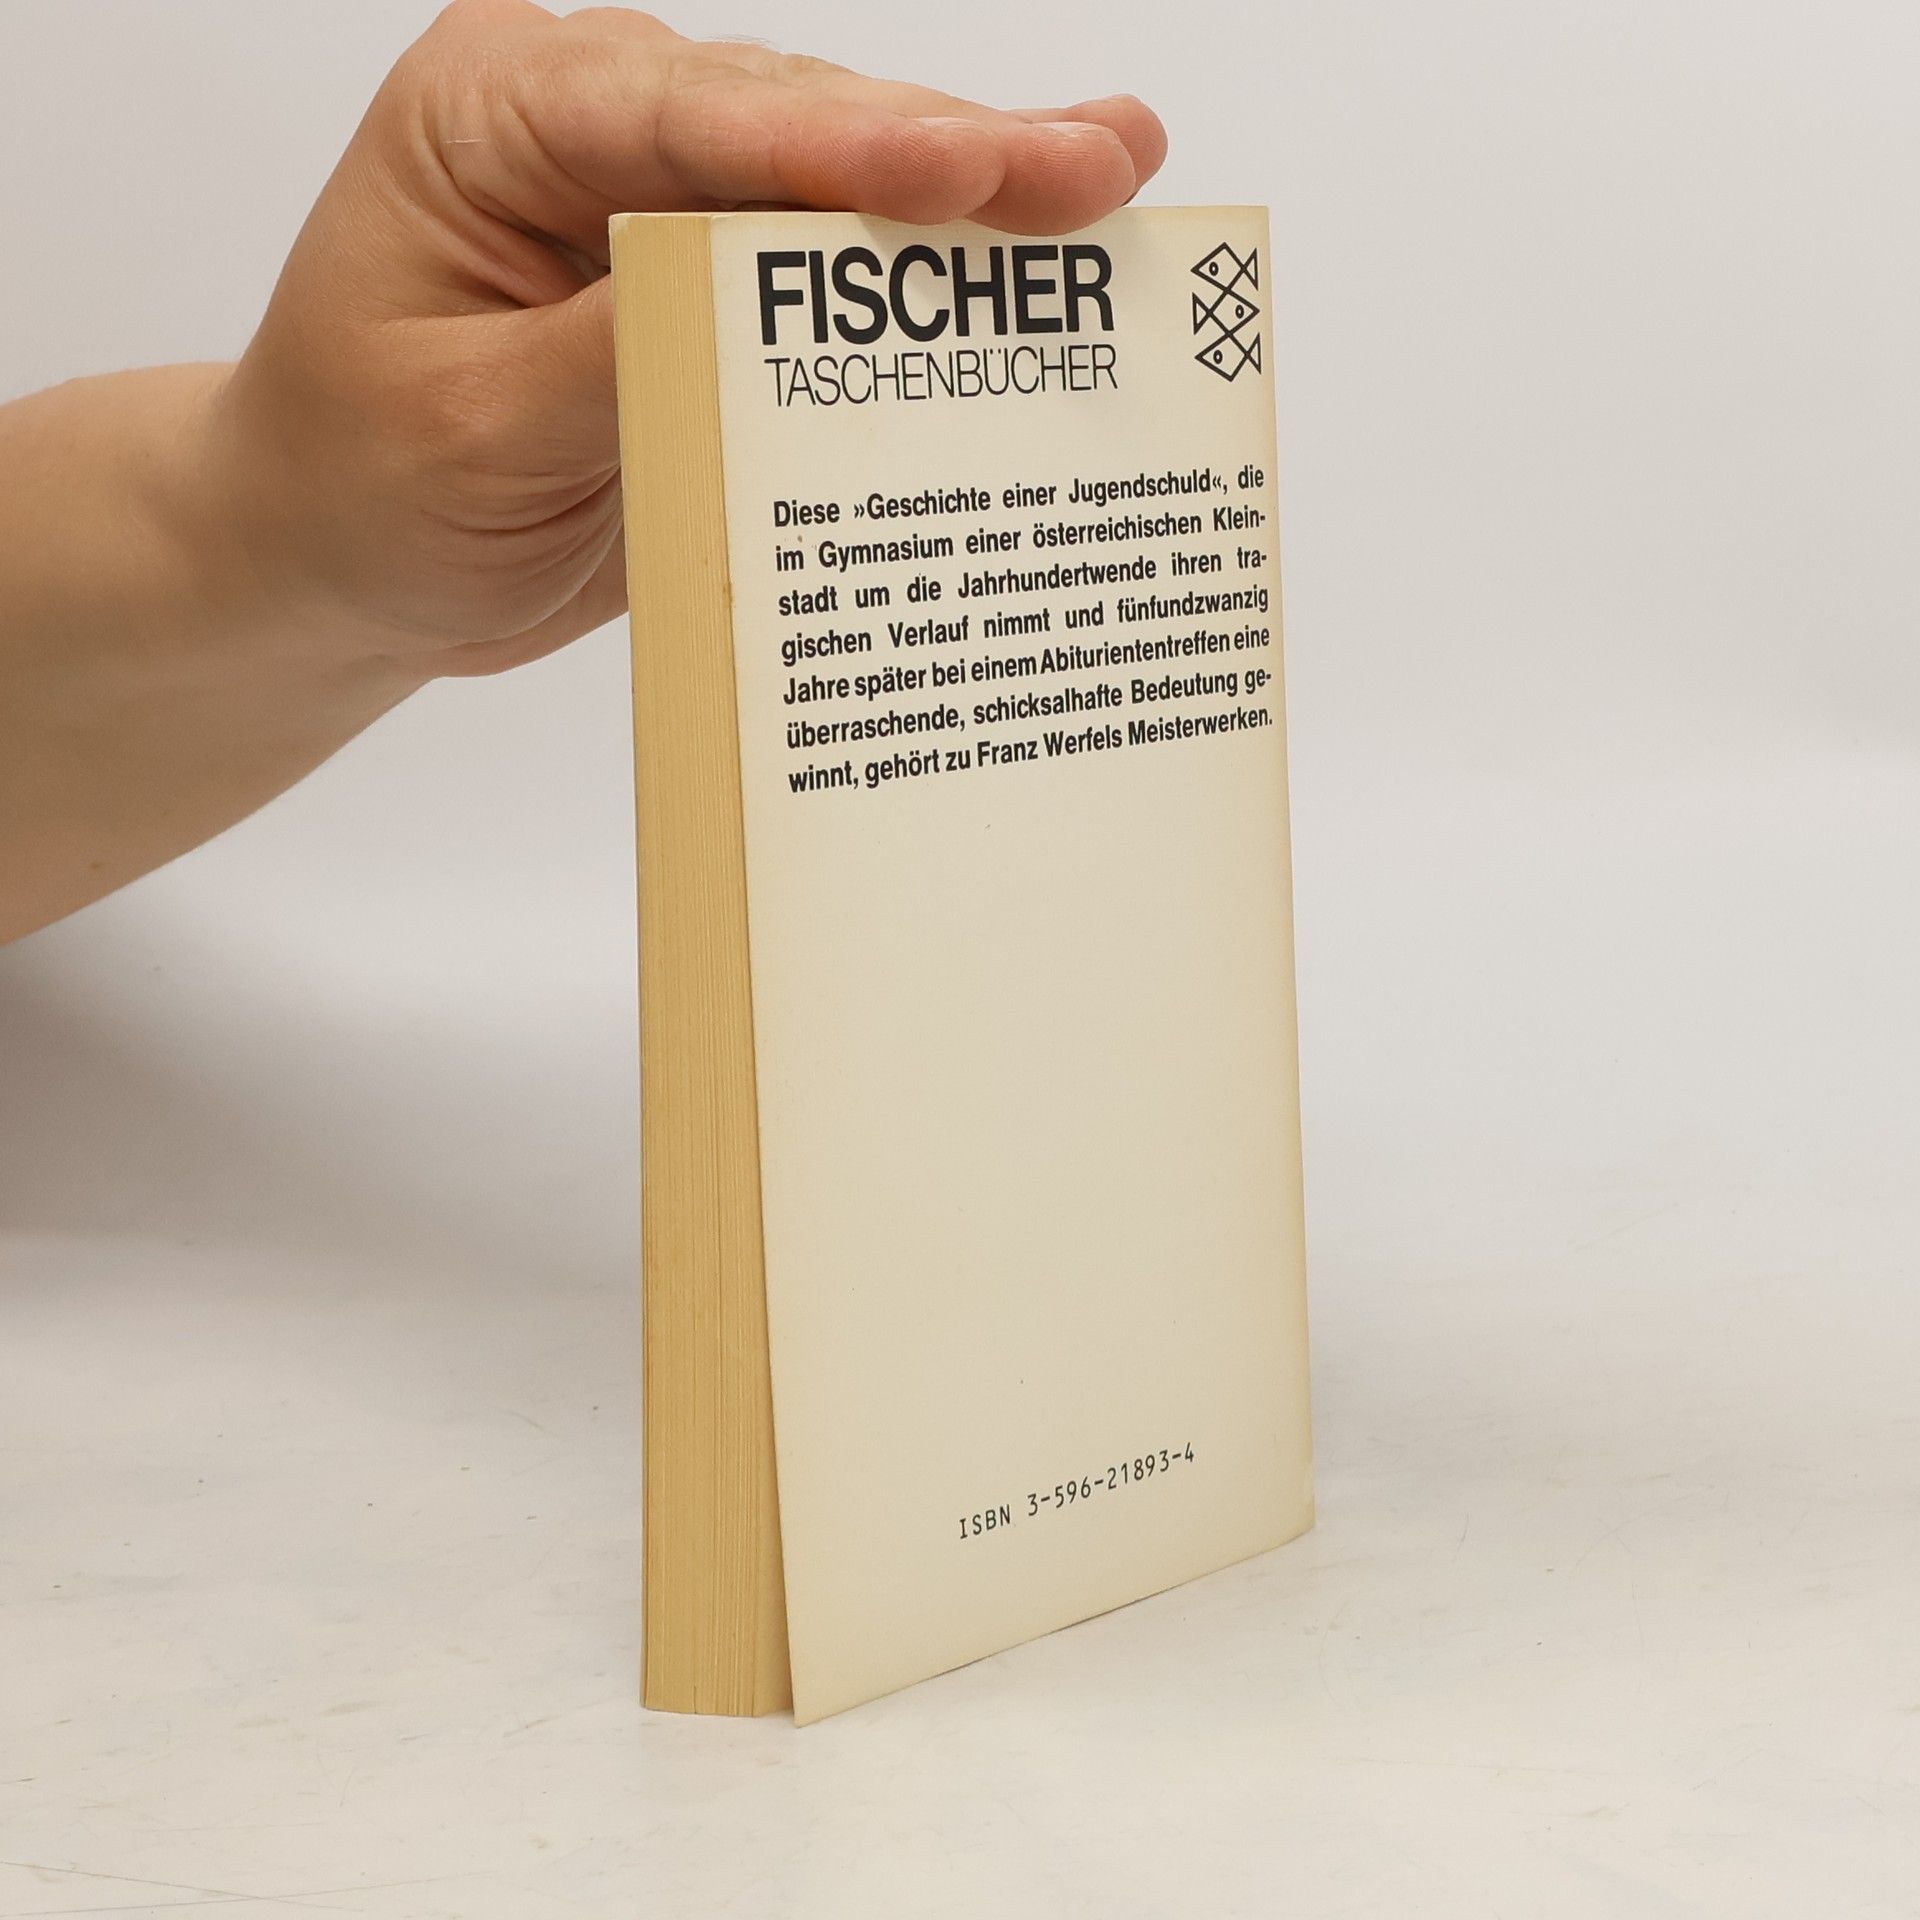 FISCHER
TASCHENBÜCHER
Diese »Geschichte einer Jugendschuld«, die
im Gymnasium einer österreichischen Klein-
stadt um die Jahrhundertwende ihren tra-
gischen Verlauf nimmt und fünfundzwanzig
Jahre später bei einem Abituriententreffen eine
überraschende, schicksalhafte Bedeutung ge-
winnt, gehört zu Franz Werfels Meisterwerken.
ISBN 3-596-21893-4